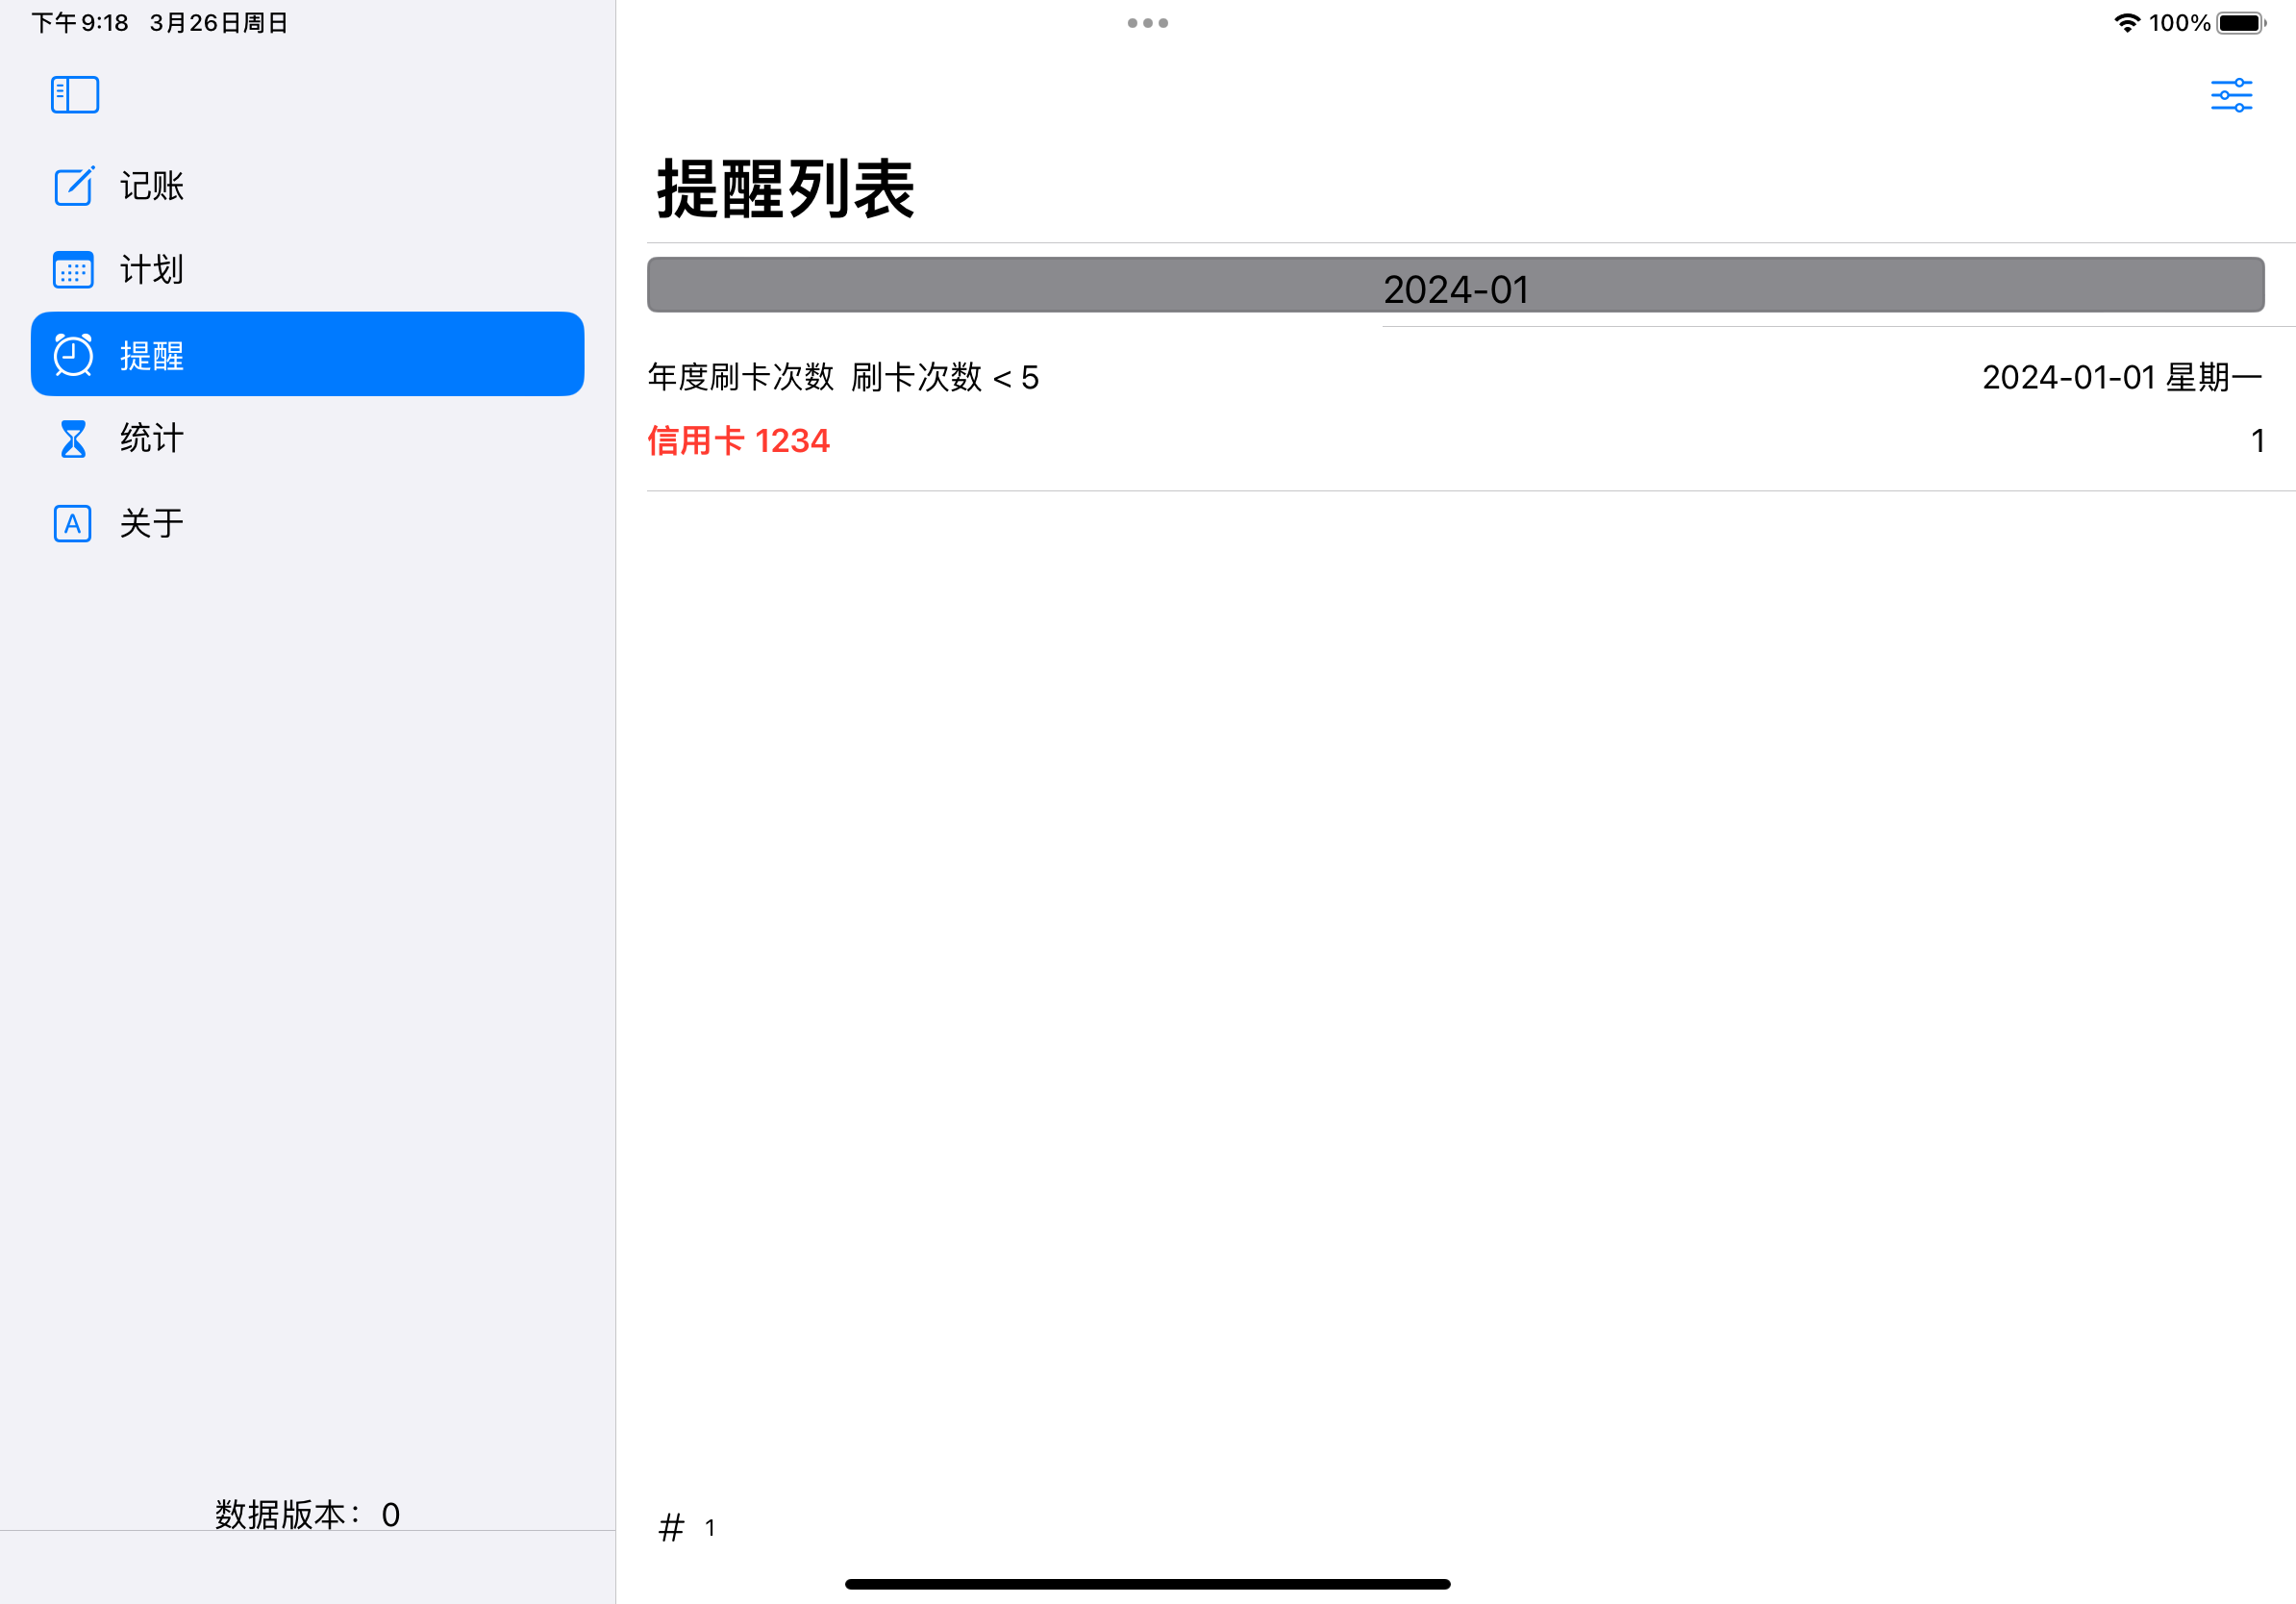 下午9:18 3月26日周日
100%
记账
计划
提醒
统计
关于
数据版本： 0
提醒列表
2024-01
年度刷卡次数 刷卡次数 < 5
2024-01-01 星期一
信用卡 1234
1
# 1